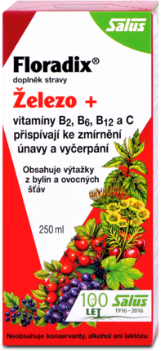 Salus
Floradix®
doplněk stravy
Železo +
vitamíny B2, B6, B12 a C
přispívají ke zmírnění
únavy a vyčerpání
Obsahuje výtažky
z bylin a ovocných
šťáv
250 ml
100 Salus
LET 1916-2016
Neobsahuje konzervanty, alkohol ani laktózu